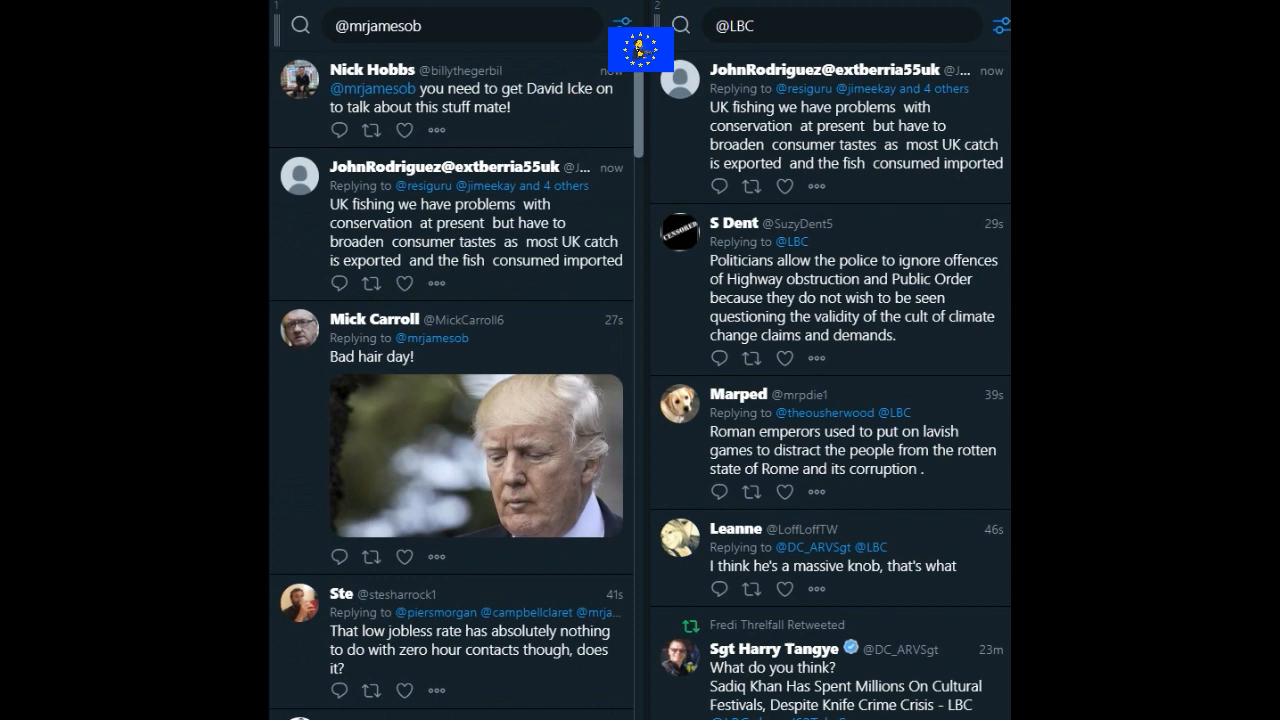 1
@mrjamesob
Nick Hobbs @billythegerbil now
@mrjamesob you need to get David Icke on
to talk about this stuff mate!
JohnRodriguez@extberria55uk @J... now
Replying to @resiguru @jimeekay and 4 others
UK fishing we have problems with
conservation at present but have to
broaden consumer tastes as most UK catch
is exported and the fish consumed imported
Mick Carroll @MickCarroll6 27s
Replying to @mrjamesob
Bad hair day!
Ste @stesharrock1 41s
Replying to @piersmorgan @campbellclaret @mrja...
That low jobless rate has absolutely nothing
to do with zero hour contacts though, does
it?
2
@LBC
JohnRodriguez@extberria55uk @J... now
Replying to @resiguru @jimeekay and 4 others
UK fishing we have problems with
conservation at present but have to
broaden consumer tastes as most UK catch
is exported and the fish consumed imported
CENSORED
S Dent @SuzyDent5 29s
Replying to @LBC
Politicians allow the police to ignore offences
of Highway obstruction and Public Order
because they do not wish to be seen
questioning the validity of the cult of climate
change claims and demands.
Marped @mrpdie1 39s
Replying to @theousherwood @LBC
Roman emperors used to put on lavish
games to distract the people from the rotten
state of Rome and its corruption .
Leanne @LoffLoffTW 46s
Replying to @DC_ARVSgt @LBC
I think he's a massive knob, that's what
Fredi Threlfall Retweeted
Sgt Harry Tangye @DC_ARVSgt 23m
What do you think?
Sadiq Khan Has Spent Millions On Cultural
Festivals, Despite Knife Crime Crisis - LBC